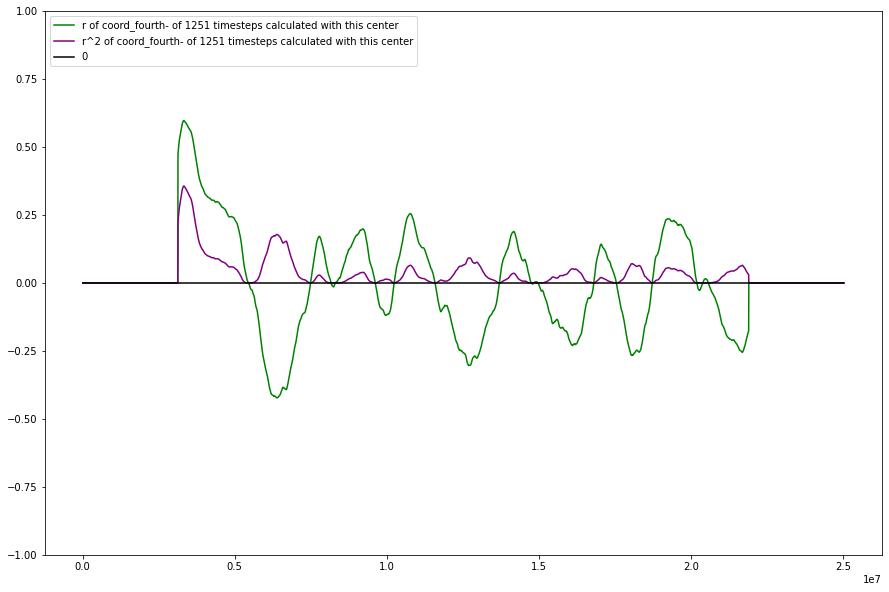 r of coord_fourth- of 1251 timesteps calculated with this center
r^2 of coord_fourth- of 1251 timesteps calculated with this center
0
1.00
0.75
0.50
0.25
0.00
−0.25
−0.50
−0.75
−1.00
0.0 0.5 1.0 1.5 2.0 2.5
1e7